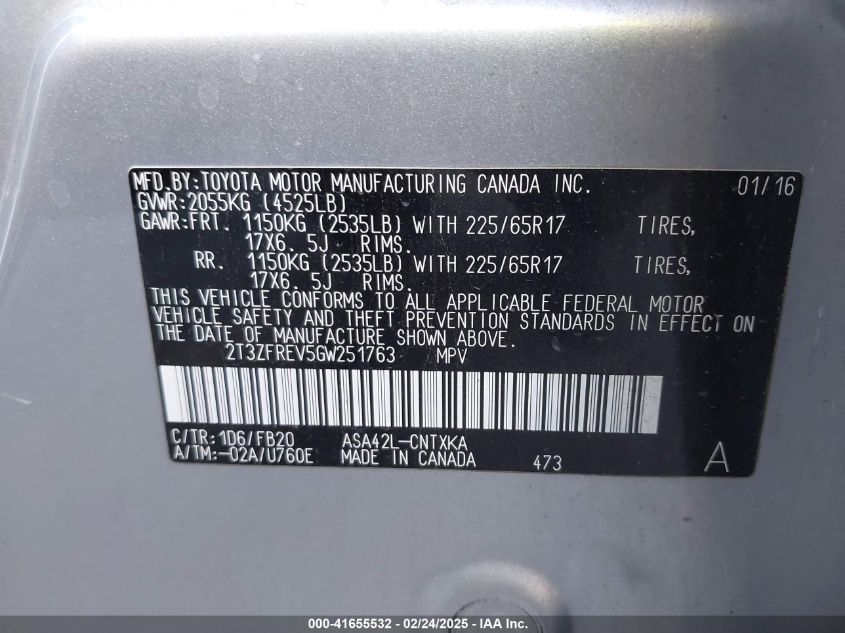 MFD.BY:TOYOTA MOTOR MANUFACTURING CANADA INC. 01/16
GVWR:2055KG (4525LB)
GAWR:FRT. 1150KG (2535LB) WITH 225/65R17 TIRES,
17X6. 5J RIMS.
RR. 1150KG (2535LB) WITH 225/65R17 TIRES,
17X6. 5J RIMS.
THIS VEHICLE CONFORMS TO ALL APPLICABLE FEDERAL MOTOR
VEHICLE SAFETY AND THEFT PREVENTION STANDARDS IN EFFECT ON
THE DATE OF MANUFACTURE SHOWN ABOVE.
2T3ZFREV5GW251763 MPV
C/TR:1D6/FB20 ASA42L-CNTXKA
A/TM:-02A/U760E MADE IN CANADA 473 A
000-41655532 - 02/24/2025 - IAA Inc.